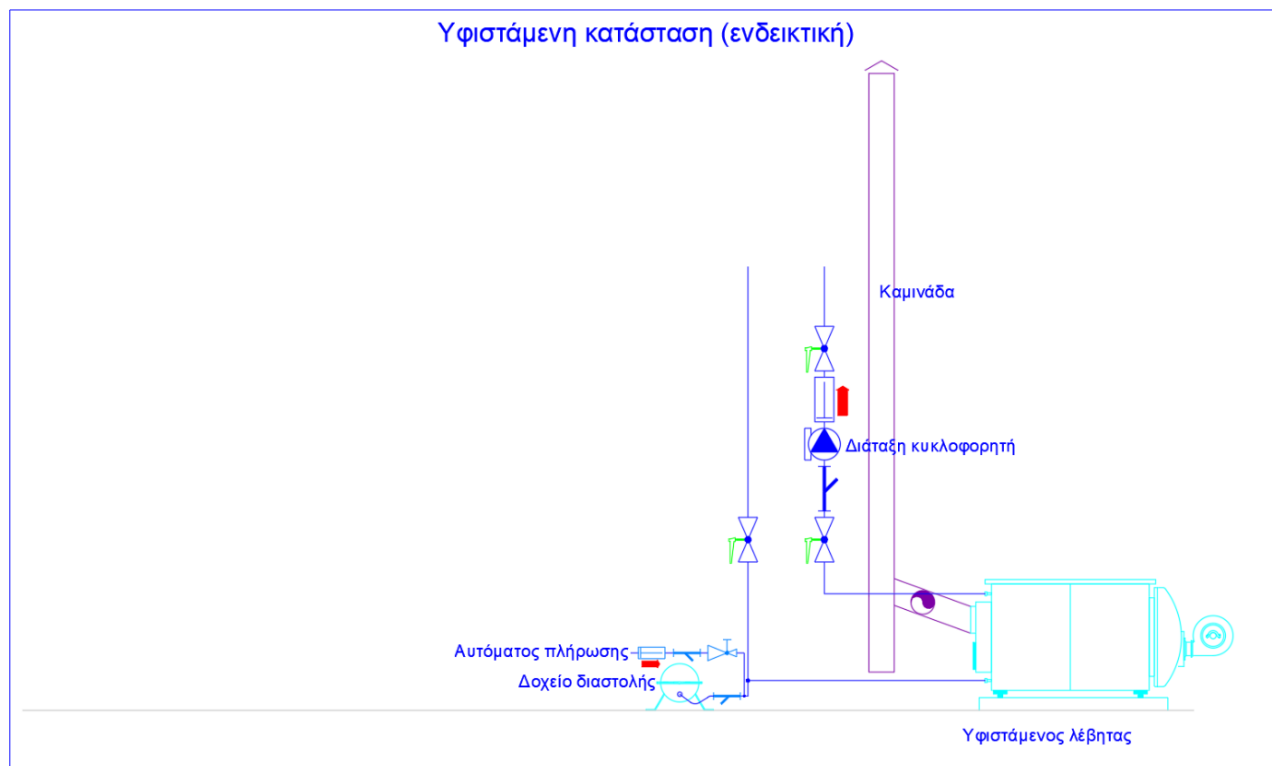 Υφιστάμενη κατάσταση (ενδεικτική)
Καμινάδα
Διάταξη κυκλοφορητή
Αυτόματος πλήρωσης
Δοχείο διαστολής
Υφιστάμενος λέβητας